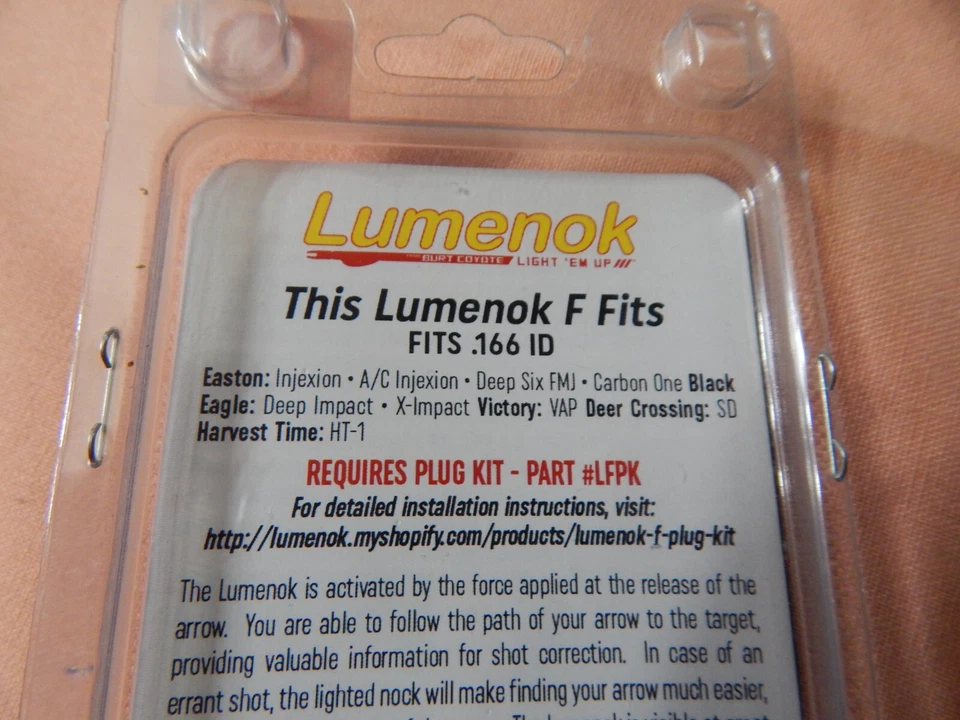 Lumenok
BURT COYOTE LIGHT 'EM UP ///
This Lumenok F Fits
FITS .166 ID
Easton: Injexion • A/C Injexion • Deep Six FMJ • Carbon One Black
Eagle: Deep Impact • X-Impact Victory: VAP Deer Crossing: SD
Harvest Time: HT-1
REQUIRES PLUG KIT - PART #LFPK
For detailed installation instructions, visit:
http://lumenok.myshopify.com/products/lumenok-f-plug-kit
The Lumenok is activated by the force applied at the release of the
arrow. You are able to follow the path of your arrow to the target,
providing valuable information for shot correction. In case of an
errant shot, the lighted nock will make finding your arrow much easier,